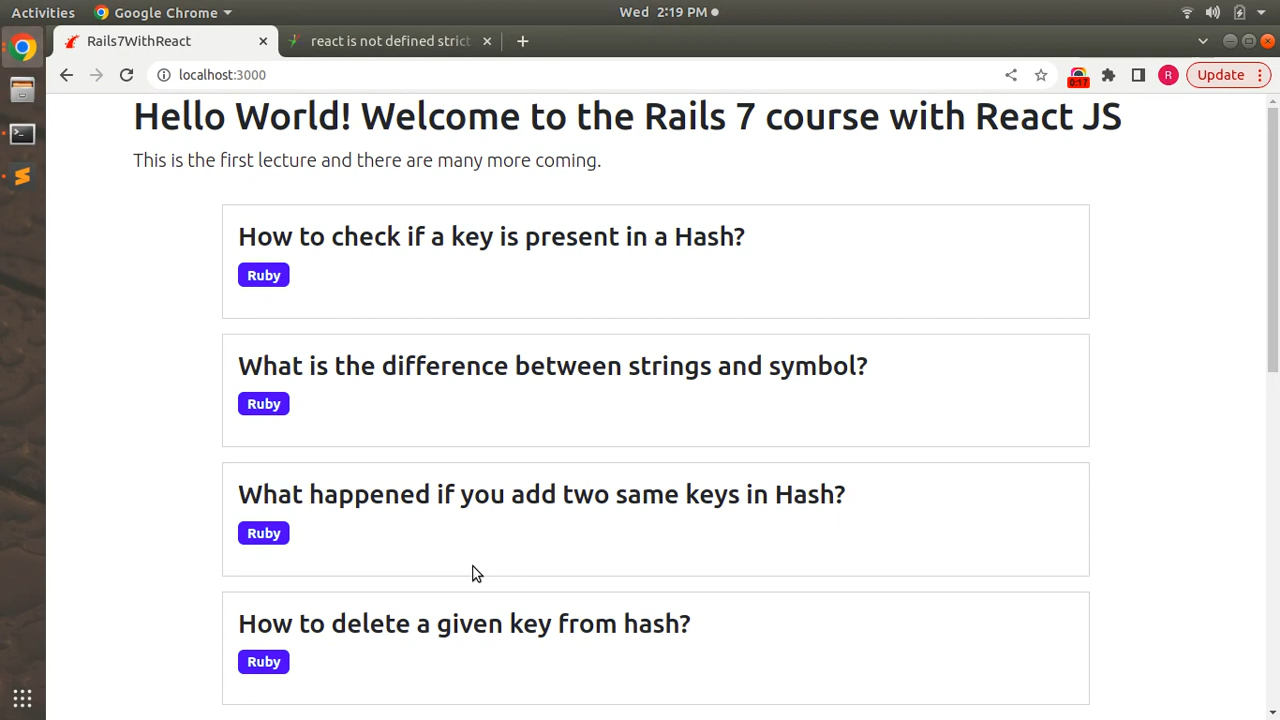 Activities Google Chrome Wed 2:19 PM
Rails7WithReact react is not defined strict
localhost:3000 0:17 R Update
Hello World! Welcome to the Rails 7 course with React JS
This is the first lecture and there are many more coming.
How to check if a key is present in a Hash?
Ruby
What is the difference between strings and symbol?
Ruby
What happened if you add two same keys in Hash?
Ruby
How to delete a given key from hash?
Ruby